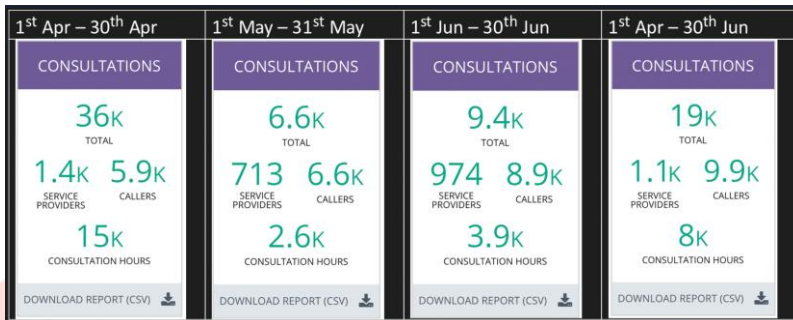 1st Apr – 30th Apr
CONSULTATIONS
36K
TOTAL
1.4K 5.9K
SERVICE PROVIDERS CALLERS
15K
CONSULTATION HOURS
DOWNLOAD REPORT (CSV)
1st May – 31st May
CONSULTATIONS
6.6K
TOTAL
713 6.6K
SERVICE PROVIDERS CALLERS
2.6K
CONSULTATION HOURS
DOWNLOAD REPORT (CSV)
1st Jun – 30th Jun
CONSULTATIONS
9.4K
TOTAL
974 8.9K
SERVICE PROVIDERS CALLERS
3.9K
CONSULTATION HOURS
DOWNLOAD REPORT (CSV)
1st Apr – 30th Jun
CONSULTATIONS
19K
TOTAL
1.1K 9.9K
SERVICE PROVIDERS CALLERS
8K
CONSULTATION HOURS
DOWNLOAD REPORT (CSV)